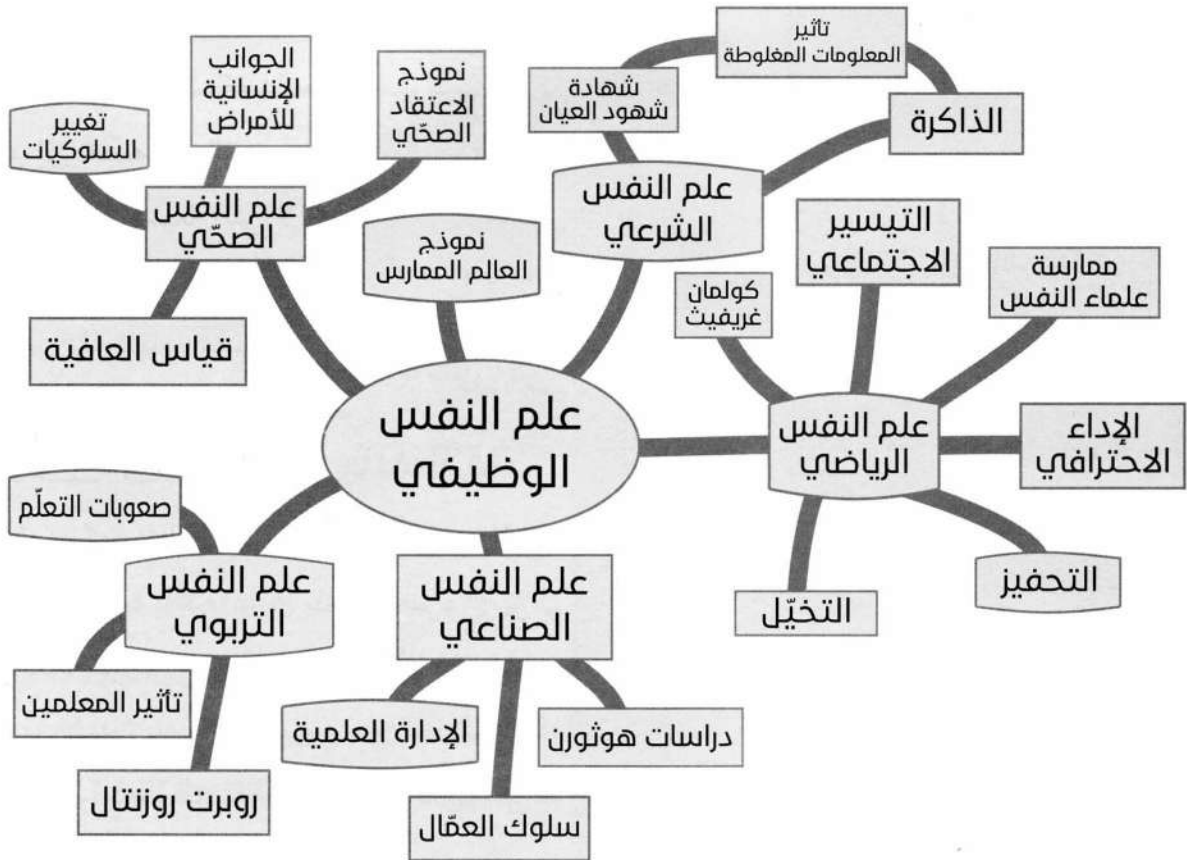 تأثير
المعلومات المغلوطة
شهادة
شهود العيان
الذاكرة
علم النفس
الشرعي
الجوانب
الإنسانية
للأمراض
نموذج
الاعتقاد
الصحّي
تغيير
السلوكيات
علم النفس
الصحّي
قياس العافية
نموذج
العالم الممارس
التيسير
الاجتماعي
ممارسة
علماء النفس
كولمان
غريفيث
علم النفس
الرياضي
الإداء
الاحترافي
التحفيز
التخيّل
علم النفس
الوظيفي
صعوبات التعلّم
علم النفس
التربوي
تأثير المعلمين
روبرت روزنتال
علم النفس
الصناعي
الإدارة العلمية
دراسات هوثورن
سلوك العمّال